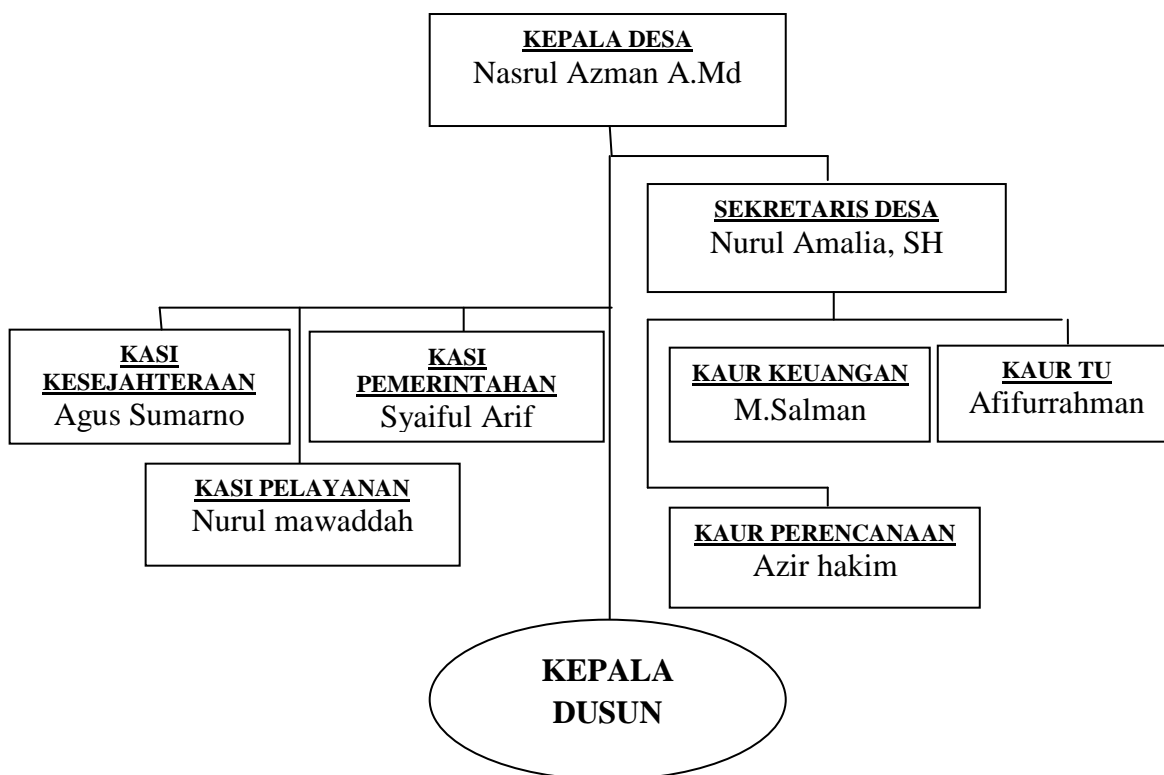 KEPALA DESA
Nasrul Azman A.Md
SEKRETARIS DESA
Nurul Amalia, SH
KASI
KESEJAHTERAAN
Agus Sumarno
KASI
PEMERINTAHAN
Syaiful Arif
KAUR KEUANGAN
M.Salman
KAUR TU
Afifurrahman
KASI PELAYANAN
Nurul mawaddah
KAUR PERENCANAAN
Azir hakim
KEPALA
DUSUN